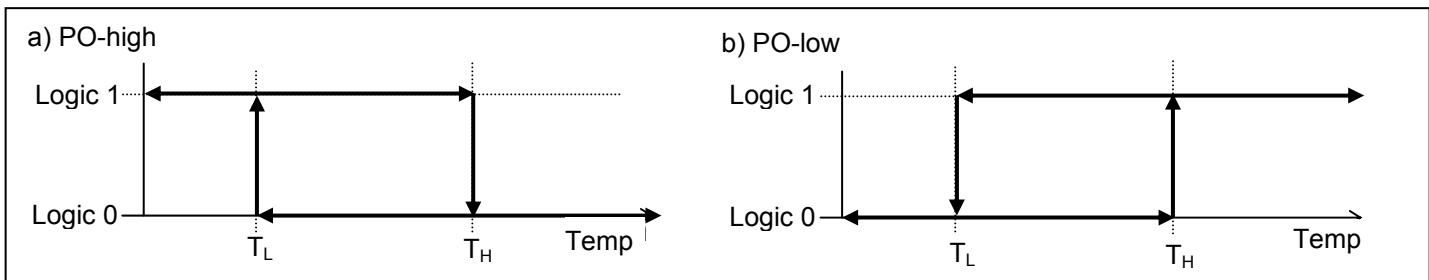 a) PO-high
Logic 1
Logic 0
TL
TH
Temp
b) PO-low
Logic 1
Logic 0
TL
TH
Temp